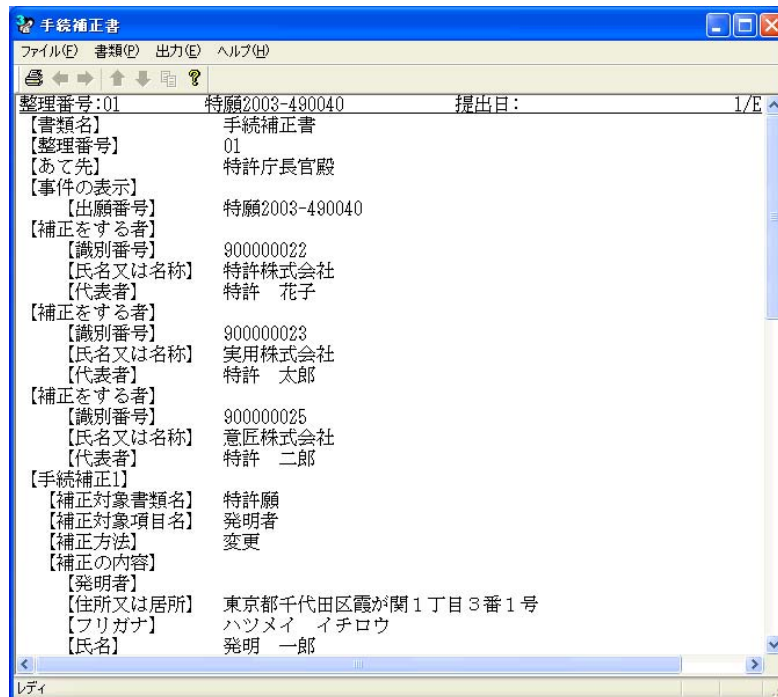 手続補正書
ファイル(F) 書類(P) 出力(E) ヘルプ(H)
整理番号:01 特願2003-490040 提出日: 1/E
【書類名】 手続補正書
【整理番号】 01
【あて先】 特許庁長官殿
【事件の表示】
【出願番号】 特願2003-490040
【補正をする者】
【識別番号】 900000022
【氏名又は名称】 特許株式会社
【代表者】 特許 花子
【補正をする者】
【識別番号】 900000023
【氏名又は名称】 実用株式会社
【代表者】 特許 太郎
【補正をする者】
【識別番号】 900000025
【氏名又は名称】 意匠株式会社
【代表者】 特許 二郎
【手続補正1】
【補正対象書類名】 特許願
【補正対象項目名】 発明者
【補正方法】 変更
【補正の内容】
【発明者】
【住所又は居所】 東京都千代田区霞が関1丁目3番1号
【フリガナ】 ハツメイ イチロウ
【氏名】 発明 一郎
レディ